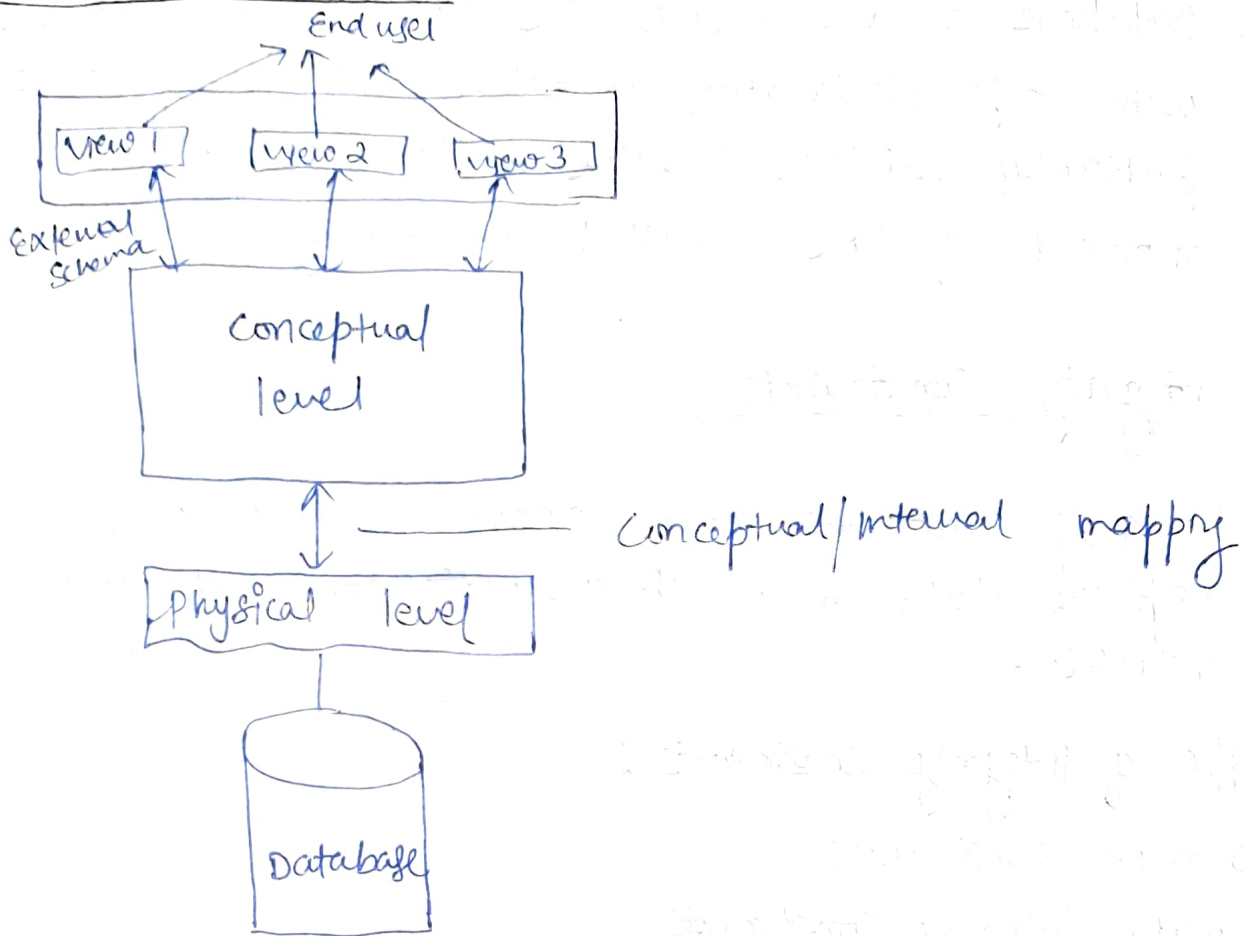 End user
View 1 View 2 View 3
External
Schema
Conceptual
level
Conceptual/internal mapping
Physical level
Database